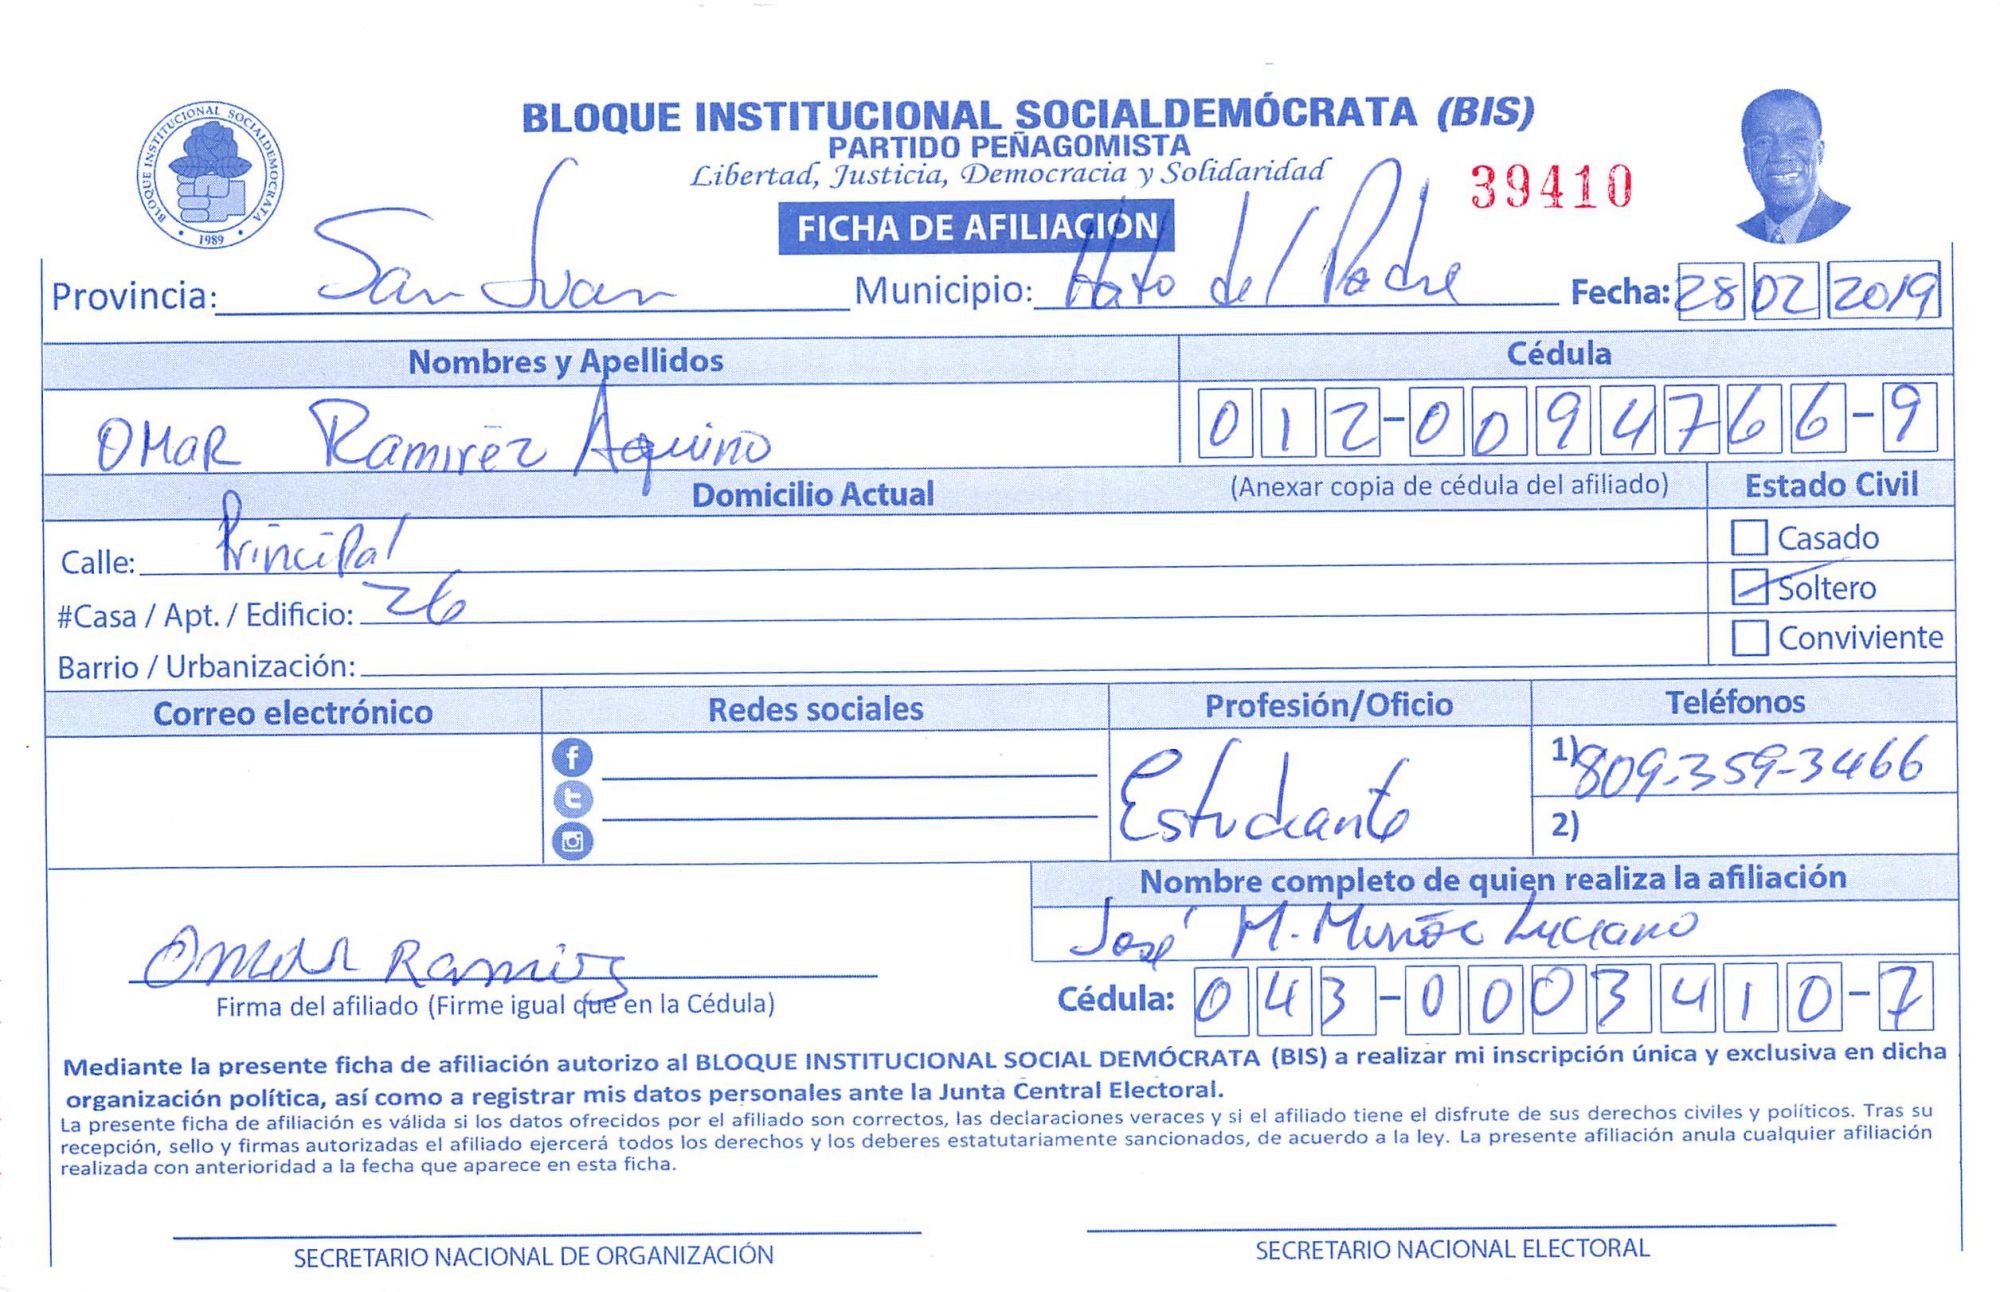 BLOQUE INSTITUCIONAL SOCIALDEMÓCRATA (BIS)
PARTIDO PEÑAGOMISTA
Libertad, Justicia, Democracia y Solidaridad
39410
BLOQUE INSTITUCIONAL SOCIALDEMOCRATA
1989
FICHA DE AFILIACIÓN
Provincia: San Juan Municipio: Hato del Padre Fecha: 28 02 2019
Nombres y Apellidos Cédula
Omar Ramirez Aquino 012-0094766-9
Domicilio Actual (Anexar copia de cédula del afiliado) Estado Civil
Calle: Principal Casado
#Casa / Apt. / Edificio: 26 Soltero
Barrio / Urbanización: Conviviente
Correo electrónico Redes sociales Profesión/Oficio Teléfonos
Estudiante 1) 809-359-3466
2)
Nombre completo de quien realiza la afiliación
José M. Muñoz Luciano
Omar Ramirez
Firma del afiliado (Firme igual que en la Cédula) Cédula: 043-0003410-7
Mediante la presente ficha de afiliación autorizo al BLOQUE INSTITUCIONAL SOCIAL DEMÓCRATA (BIS) a realizar mi inscripción única y exclusiva en dicha
organización política, así como a registrar mis datos personales ante la Junta Central Electoral.
La presente ficha de afiliación es válida si los datos ofrecidos por el afiliado son correctos, las declaraciones veraces y si el afiliado tiene el disfrute de sus derechos civiles y políticos. Tras su
recepción, sello y firmas autorizadas el afiliado ejercerá todos los derechos y los deberes estatutariamente sancionados, de acuerdo a la ley. La presente afiliación anula cualquier afiliación
realizada con anterioridad a la fecha que aparece en esta ficha.
SECRETARIO NACIONAL DE ORGANIZACIÓN SECRETARIO NACIONAL ELECTORAL